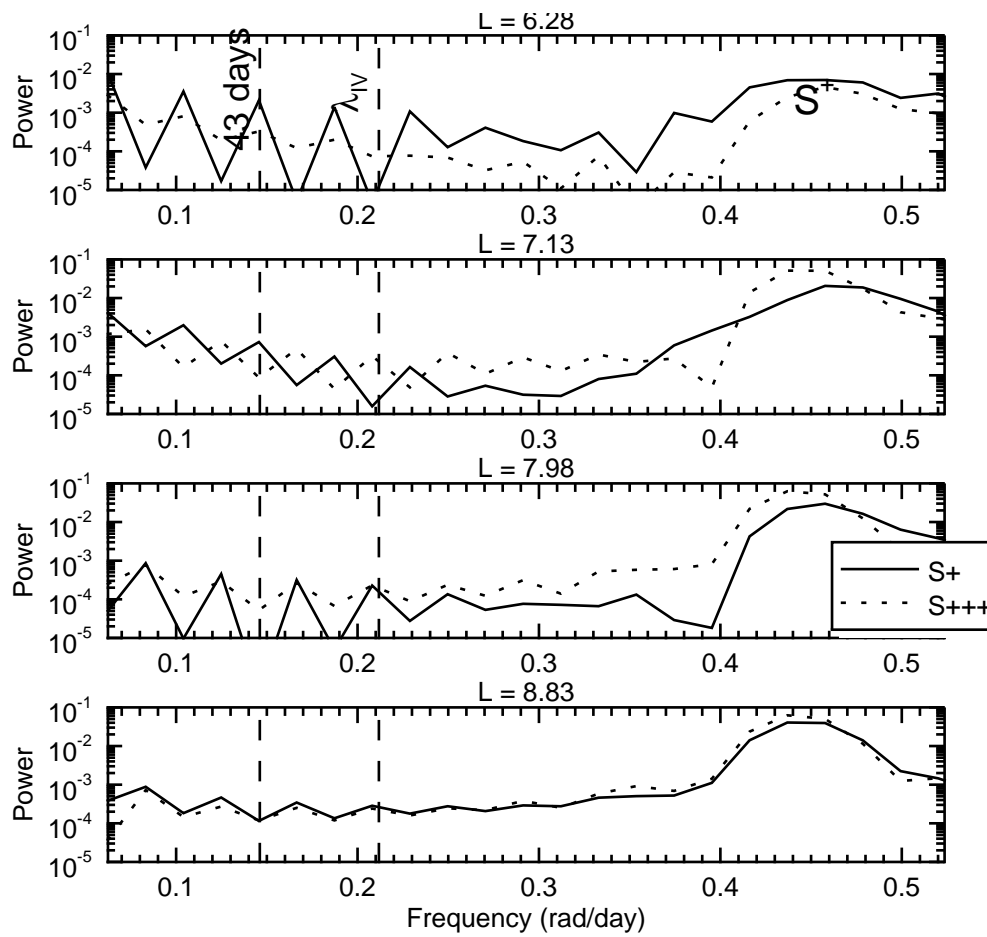 L = 6.28
10-1
10-2
10-3
10-4
10-5
Power
43 days
λIV
S+
0.1 0.2 0.3 0.4 0.5
L = 7.13
10-1
10-2
10-3
10-4
10-5
Power
0.1 0.2 0.3 0.4 0.5
L = 7.98
10-1
10-2
10-3
10-4
10-5
Power
S+
S+++
0.1 0.2 0.3 0.4 0.5
L = 8.83
10-1
10-2
10-3
10-4
10-5
Power
0.1 0.2 0.3 0.4 0.5
Frequency (rad/day)